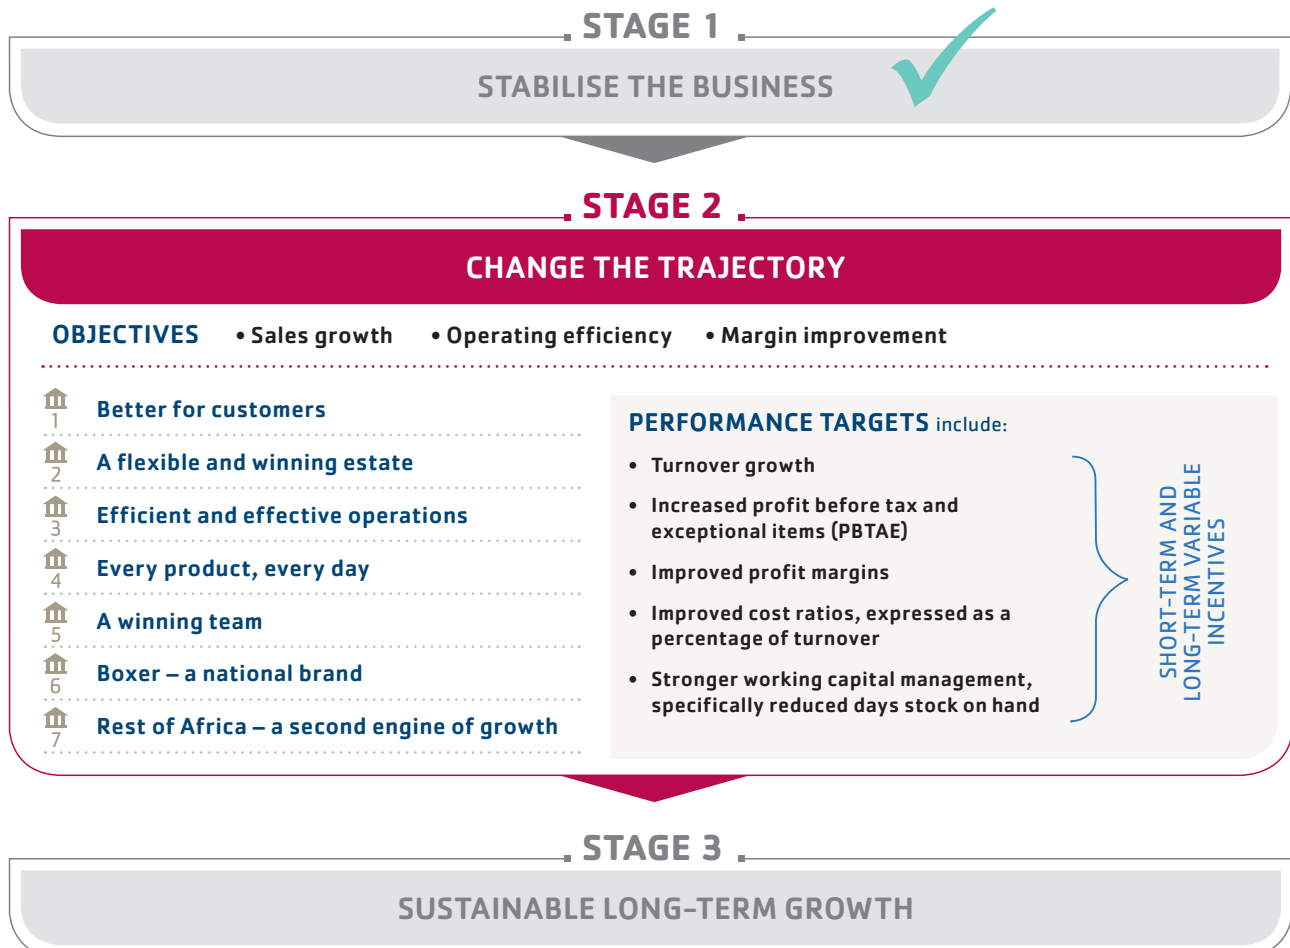 STAGE 1
STABILISE THE BUSINESS
STAGE 2
CHANGE THE TRAJECTORY
OBJECTIVES • Sales growth • Operating efficiency • Margin improvement
1 Better for customers
2 A flexible and winning estate
3 Efficient and effective operations
4 Every product, every day
5 A winning team
6 Boxer – a national brand
7 Rest of Africa – a second engine of growth
PERFORMANCE TARGETS include:
• Turnover growth
• Increased profit before tax and
exceptional items (PBTAE)
• Improved profit margins
• Improved cost ratios, expressed as a
percentage of turnover
• Stronger working capital management,
specifically reduced days stock on hand
SHORT-TERM AND
LONG-TERM VARIABLE
INCENTIVES
STAGE 3
SUSTAINABLE LONG-TERM GROWTH